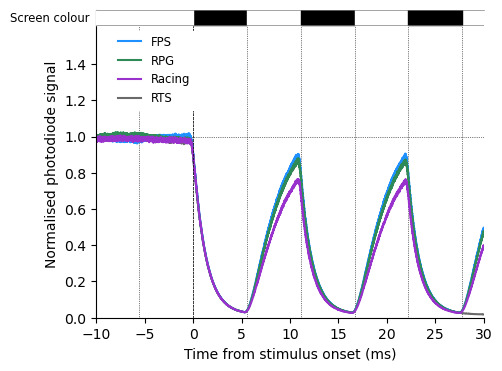 Screen colour
Normalised photodiode signal
1.4
1.2
1.0
0.8
0.6
0.4
0.2
0.0
FPS
RPG
Racing
RTS
−10 −5 0 5 10 15 20 25 30
Time from stimulus onset (ms)